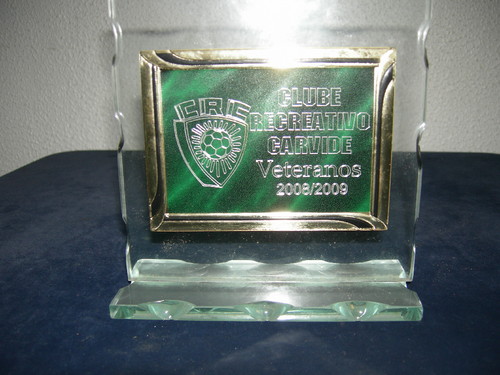 CRC
CLUBE
RECREATIVO
CARVIDE
Veteranos
2008/2009